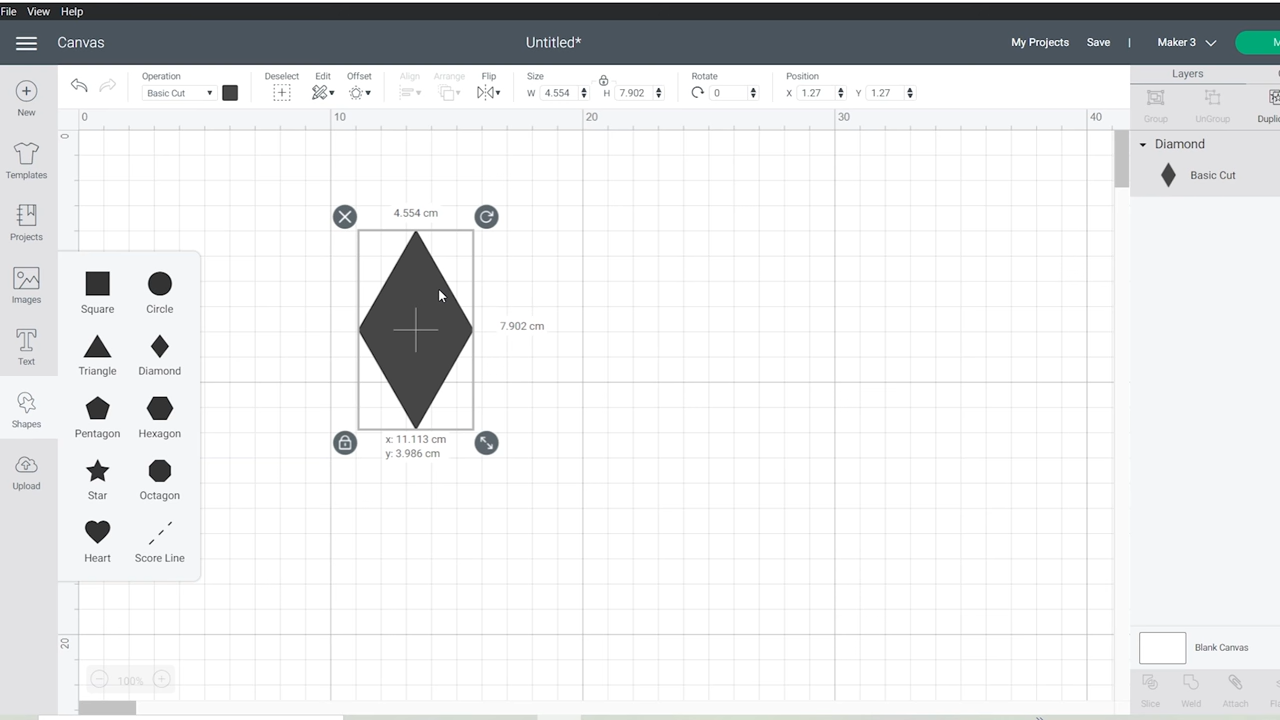 File View Help
Canvas
Untitled*
My Projects Save | Maker 3
New
Templates
Projects
Images
Text
Shapes
Upload
Operation
Basic Cut
Deselect
Edit
Offset
Align
Arrange
Flip
Size
W 4.554 H 7.902
Rotate
0
Position
X 1.27 Y 1.27
0 10 20 30 40
0
20
4.554 cm
7.902 cm
x: 11.113 cm
y: 3.986 cm
Square Circle
Triangle Diamond
Pentagon Hexagon
Star Octagon
Heart Score Line
100%
Layers
Group UnGroup Duplic
Diamond
Basic Cut
Blank Canvas
Slice Weld Attach